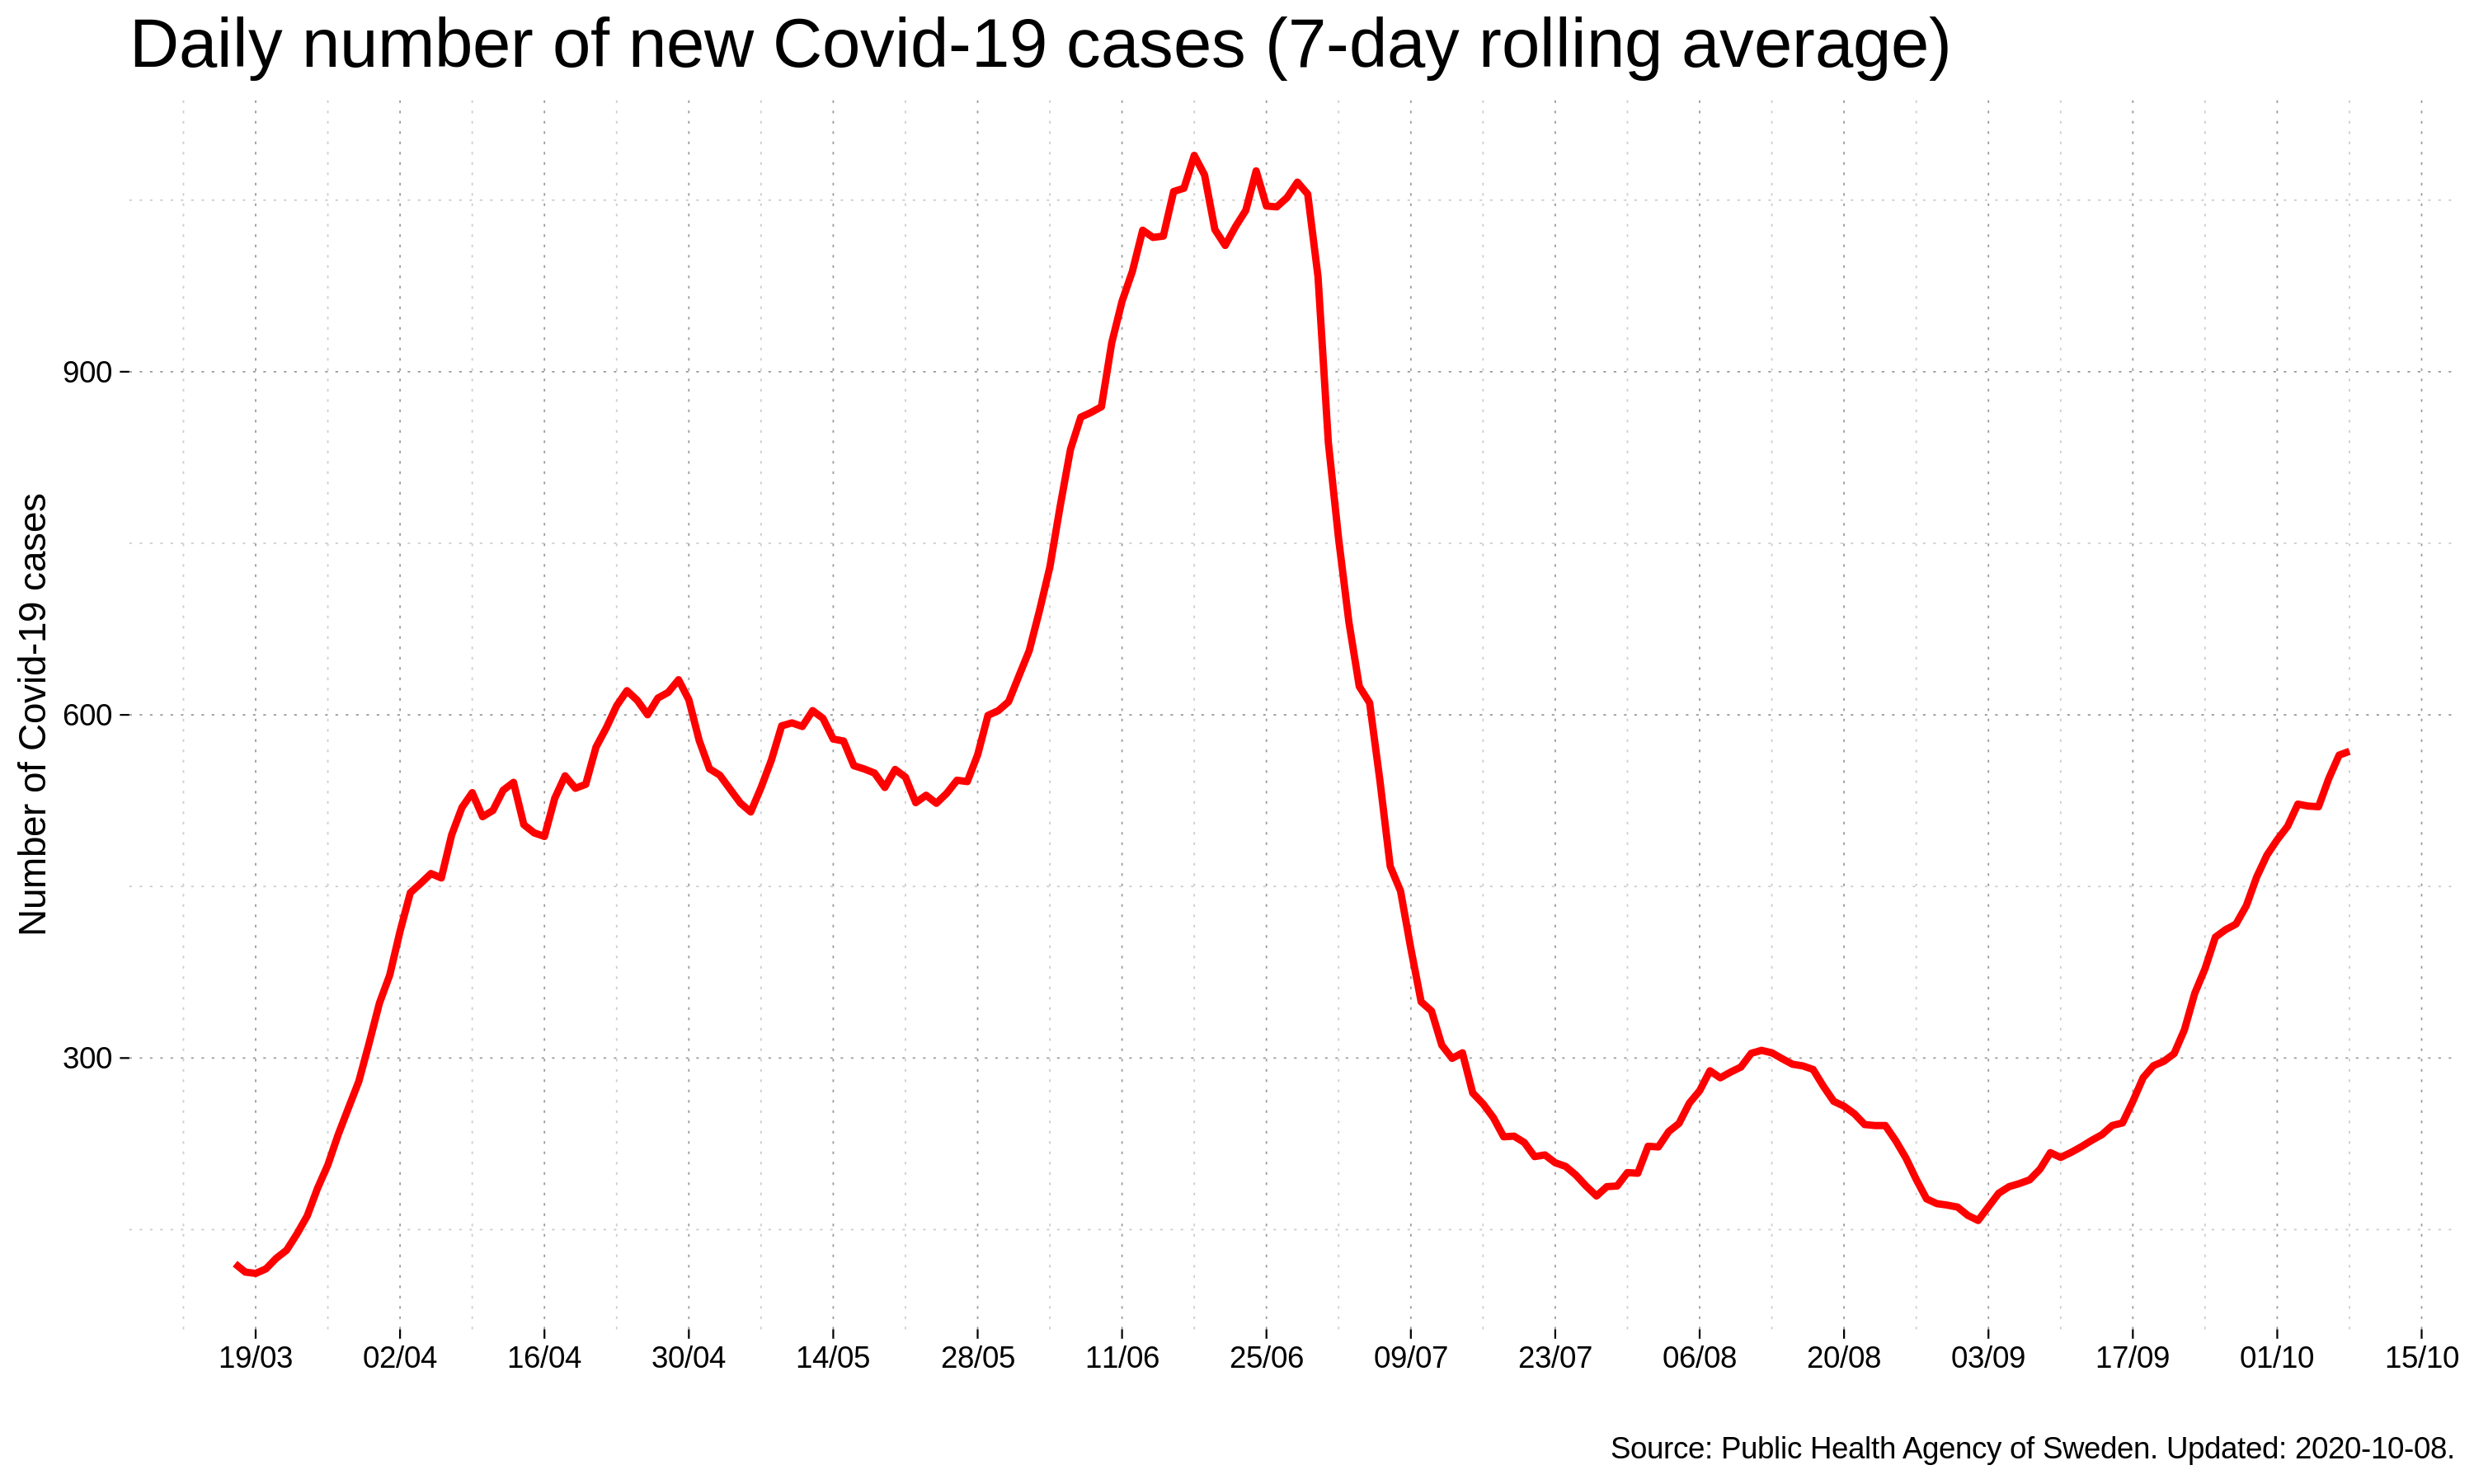 Daily number of new Covid-19 cases (7-day rolling average)
Number of Covid-19 cases
900
600
300
19/03 02/04 16/04 30/04 14/05 28/05 11/06 25/06 09/07 23/07 06/08 20/08 03/09 17/09 01/10 15/10
Source: Public Health Agency of Sweden. Updated: 2020-10-08.